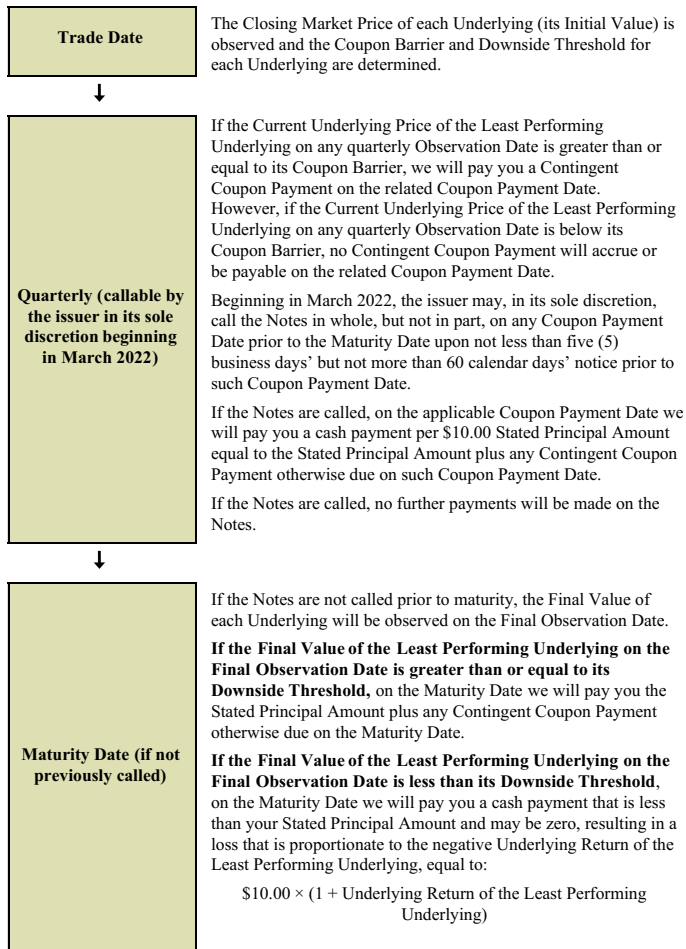 Trade Date
The Closing Market Price of each Underlying (its Initial Value) is
observed and the Coupon Barrier and Downside Threshold for
each Underlying are determined.
Quarterly (callable by
the issuer in its sole
discretion beginning
in March 2022)
If the Current Underlying Price of the Least Performing
Underlying on any quarterly Observation Date is greater than or
equal to its Coupon Barrier, we will pay you a Contingent
Coupon Payment on the related Coupon Payment Date.
However, if the Current Underlying Price of the Least Performing
Underlying on any quarterly Observation Date is below its
Coupon Barrier, no Contingent Coupon Payment will accrue or
be payable on the related Coupon Payment Date.
Beginning in March 2022, the issuer may, in its sole discretion,
call the Notes in whole, but not in part, on any Coupon Payment
Date prior to the Maturity Date upon not less than five (5)
business days’ but not more than 60 calendar days’ notice prior to
such Coupon Payment Date.
If the Notes are called, on the applicable Coupon Payment Date we
will pay you a cash payment per $10.00 Stated Principal Amount
equal to the Stated Principal Amount plus any Contingent Coupon
Payment otherwise due on such Coupon Payment Date.
If the Notes are called, no further payments will be made on the
Notes.
Maturity Date (if not
previously called)
If the Notes are not called prior to maturity, the Final Value of
each Underlying will be observed on the Final Observation Date.
If the Final Value of the Least Performing Underlying on the
Final Observation Date is greater than or equal to its
Downside Threshold, on the Maturity Date we will pay you the
Stated Principal Amount plus any Contingent Coupon Payment
otherwise due on the Maturity Date.
If the Final Value of the Least Performing Underlying on the
Final Observation Date is less than its Downside Threshold,
on the Maturity Date we will pay you a cash payment that is less
than your Stated Principal Amount and may be zero, resulting in a
loss that is proportionate to the negative Underlying Return of the
Least Performing Underlying, equal to:
$10.00 × (1 + Underlying Return of the Least Performing
Underlying)